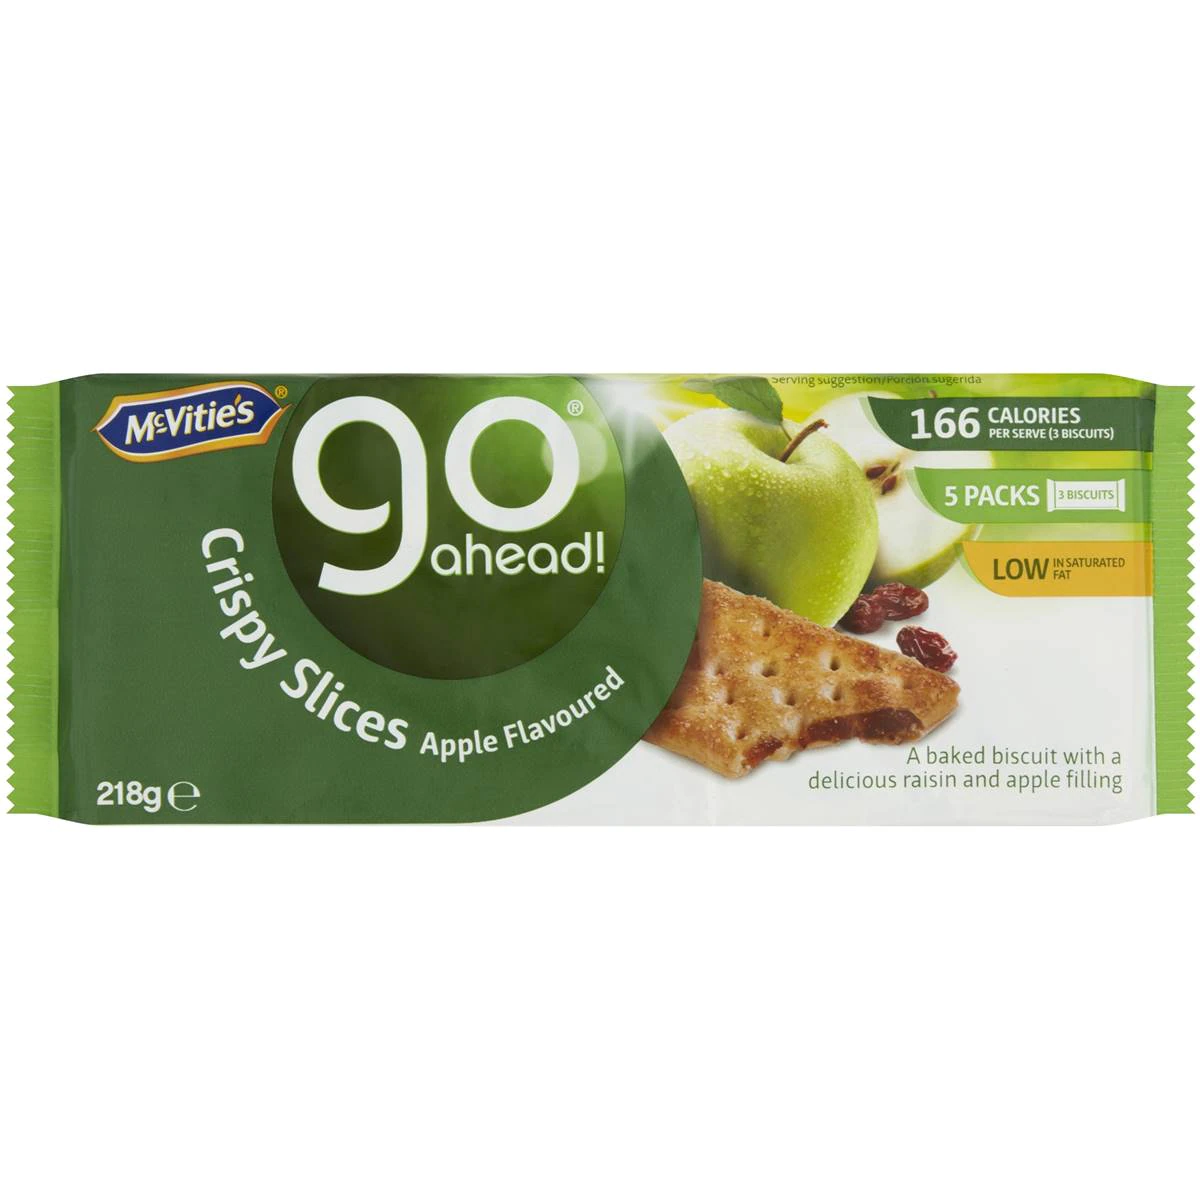 McVitie's®
go®
ahead!
Crispy Slices Apple Flavoured
218g ℮
Serving suggestion/Porción sugerida
166 CALORIES
PER SERVE (3 BISCUITS)
5 PACKS 3 BISCUITS
LOW IN SATURATED
FAT
A baked biscuit with a
delicious raisin and apple filling